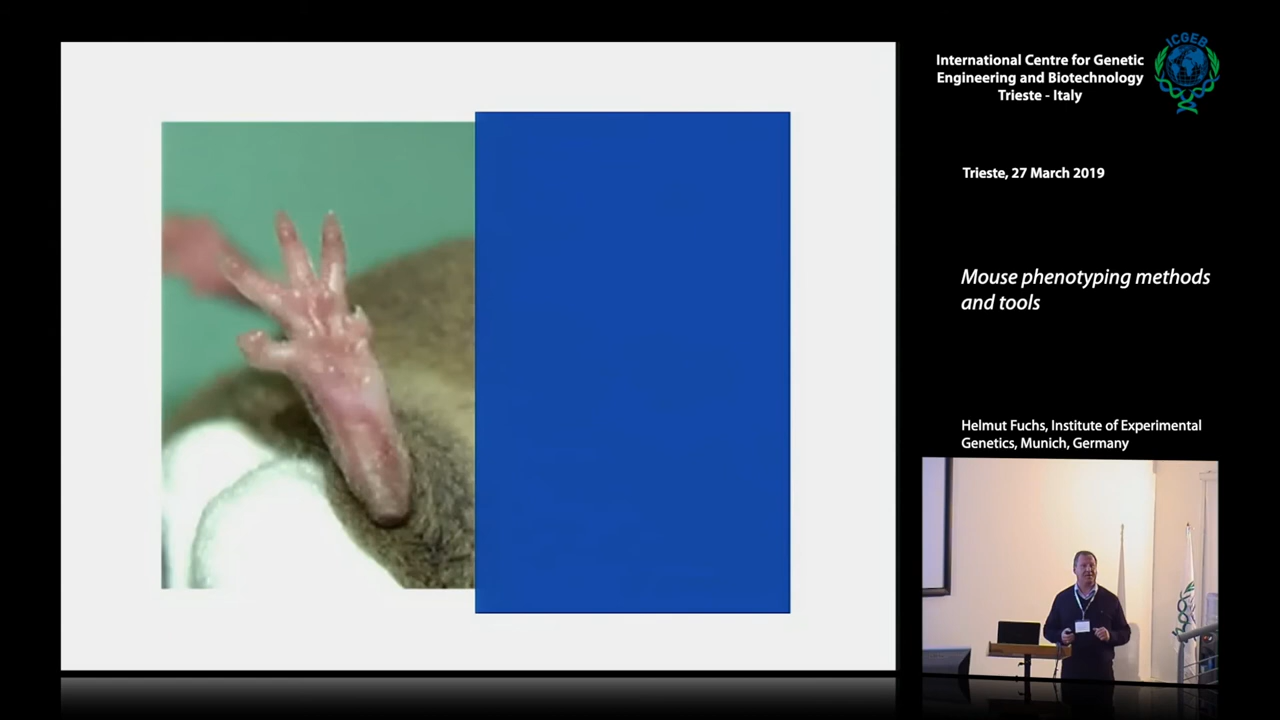 International Centre for Genetic
Engineering and Biotechnology
Trieste - Italy
ICGEB
Trieste, 27 March 2019
Mouse phenotyping methods
and tools
Helmut Fuchs, Institute of Experimental
Genetics, Munich, Germany